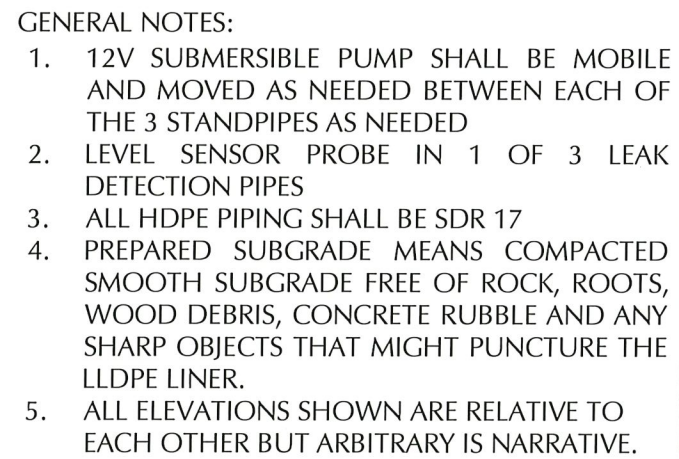 GENERAL NOTES:
1. 12V SUBMERSIBLE PUMP SHALL BE MOBILE
AND MOVED AS NEEDED BETWEEN EACH OF
THE 3 STANDPIPES AS NEEDED
2. LEVEL SENSOR PROBE IN 1 OF 3 LEAK
DETECTION PIPES
3. ALL HDPE PIPING SHALL BE SDR 17
4. PREPARED SUBGRADE MEANS COMPACTED
SMOOTH SUBGRADE FREE OF ROCK, ROOTS,
WOOD DEBRIS, CONCRETE RUBBLE AND ANY
SHARP OBJECTS THAT MIGHT PUNCTURE THE
LLDPE LINER.
5. ALL ELEVATIONS SHOWN ARE RELATIVE TO
EACH OTHER BUT ARBITRARY IS NARRATIVE.